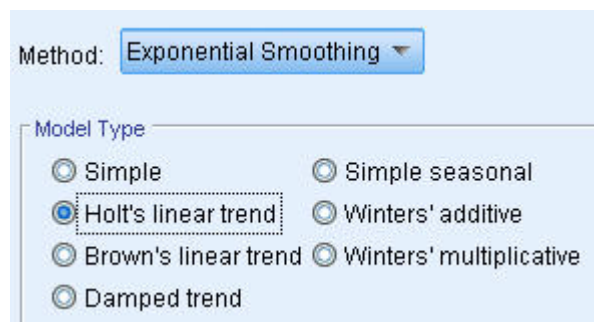 Method: Exponential Smoothing
Model Type
Simple
Simple seasonal
Holt's linear trend
Winters' additive
Brown's linear trend
Winters' multiplicative
Damped trend